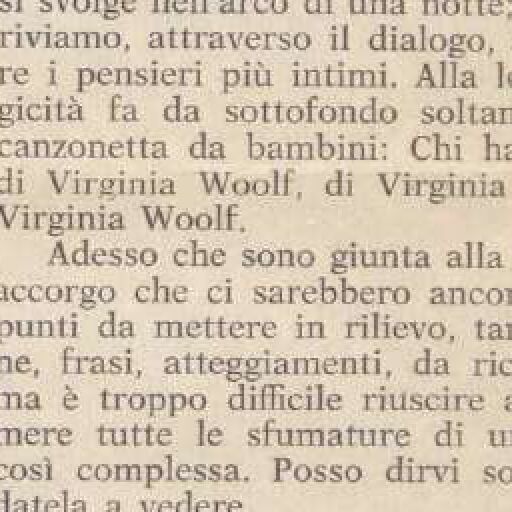 si svolge nell'arco di una notte;
riviamo, attraverso il dialogo,
re i pensieri più intimi. Alla le
gicità fa da sottofondo soltan
canzonetta da bambini: Chi ha
di Virginia Woolf, di Virginia
Virginia Woolf.
Adesso che sono giunta alla
accorgo che ci sarebbero ancor
punti da mettere in rilievo, tan
ne, frasi, atteggiamenti, da ric
ma è troppo difficile riuscire a
mere tutte le sfumature di un
così complessa. Posso dirvi so
datela a vedere